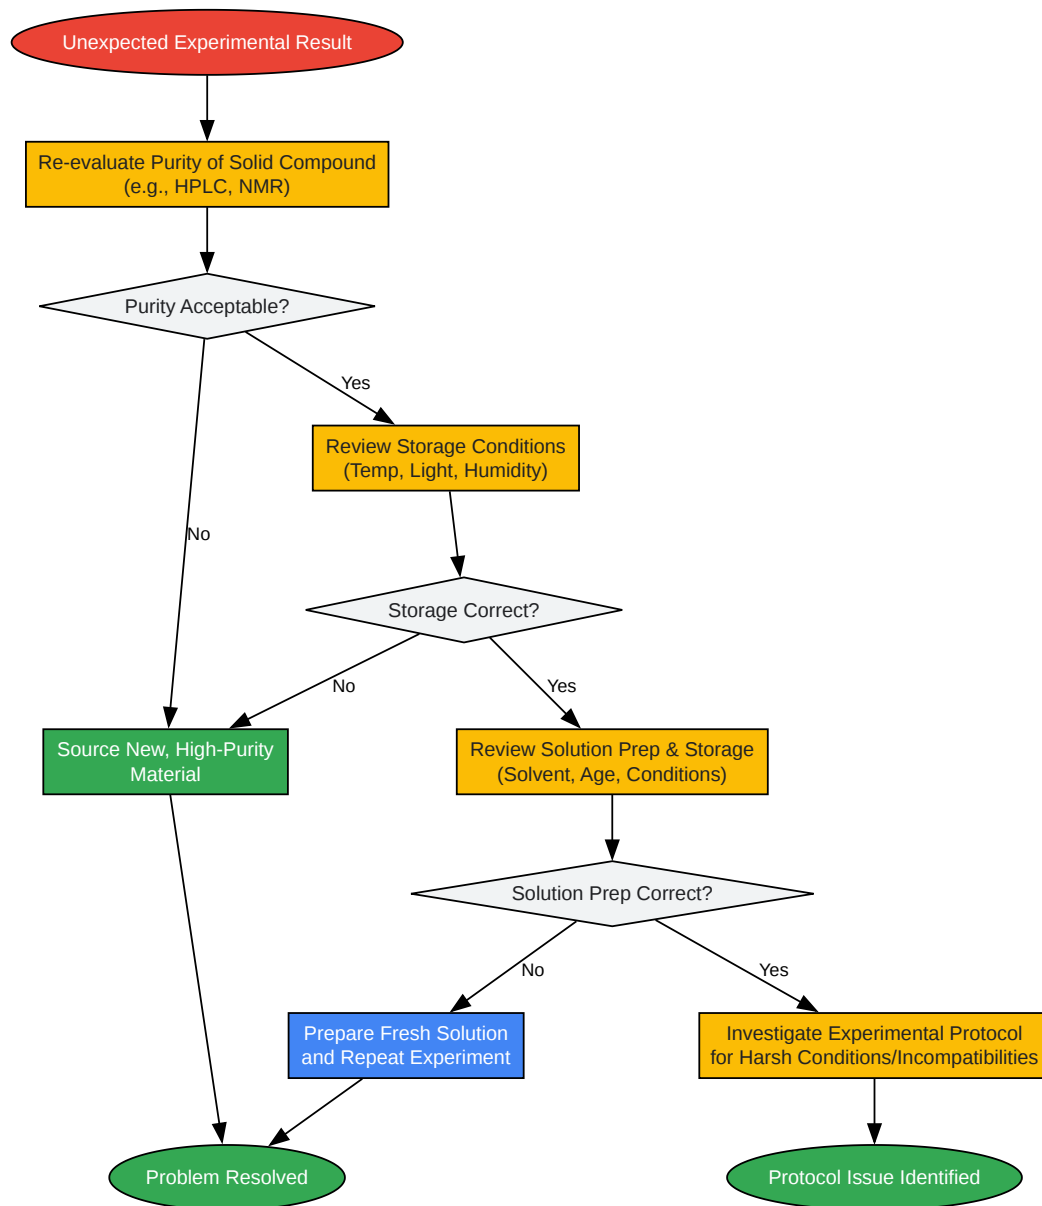 Unexpected Experimental Result
Re-evaluate Purity of Solid Compound
(e.g., HPLC, NMR)
Purity Acceptable?
Yes
Review Storage Conditions
(Temp, Light, Humidity)
No
Storage Correct?
No
Yes
Source New, High-Purity
Material
Review Solution Prep & Storage
(Solvent, Age, Conditions)
Solution Prep Correct?
No
Yes
Prepare Fresh Solution
and Repeat Experiment
Investigate Experimental Protocol
for Harsh Conditions/Incompatibilities
Problem Resolved
Protocol Issue Identified